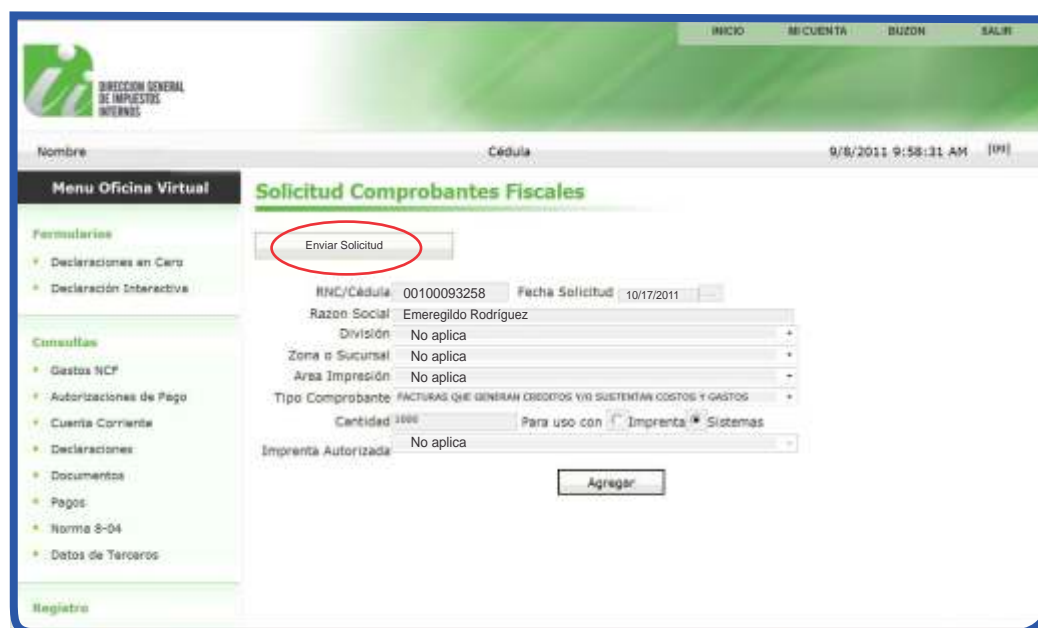 INICIO MI CUENTA BUZON SALIR
DIRECCION GENERAL
DE IMPUESTOS
INTERNOS
Nombre Cédula 9/8/2011 9:58:31 AM
Menu Oficina Virtual
Solicitud Comprobantes Fiscales
Formularios
Enviar Solicitud
Declaraciones en Cero
Declaración Interactiva
RNC/Cédula 00100093258 Fecha Solicitud 10/17/2011 ...
Razon Social Emeregildo Rodríguez
División No aplica
Consultas
Zona o Sucursal No aplica
Gastos NCF
Area Impresión No aplica
Autorizaciones de Pago
Tipo Comprobante FACTURAS QUE GENERAN CREDITOS Y/O SUSTENTAN COSTOS Y GASTOS
Cuenta Corriente
Cantidad 1000 Para uso con Imprenta Sistemas
Declaraciones
Imprenta Autorizada No aplica
Documentos
Agregar
Pagos
Norma 8-04
Datos de Terceros
Registro